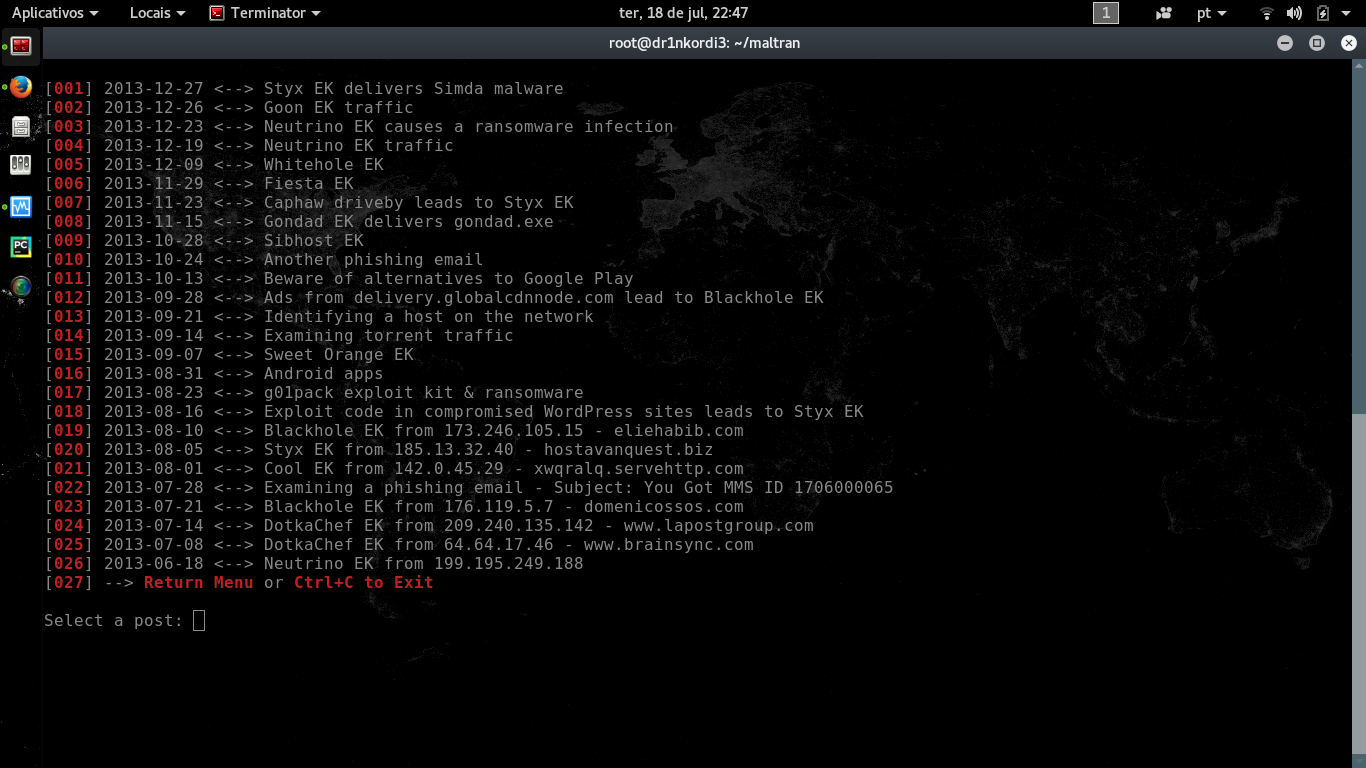 Aplicativos Locais Terminator ter, 18 de jul, 22:47 1 pt
root@dr1nkordi3: ~/maltran
[001] 2013-12-27 <--> Styx EK delivers Simda malware
[002] 2013-12-26 <--> Goon EK traffic
[003] 2013-12-23 <--> Neutrino EK causes a ransomware infection
[004] 2013-12-19 <--> Neutrino EK traffic
[005] 2013-12-09 <--> Whitehole EK
[006] 2013-11-29 <--> Fiesta EK
[007] 2013-11-23 <--> Caphaw driveby leads to Styx EK
[008] 2013-11-15 <--> Gondad EK delivers gondad.exe
[009] 2013-10-28 <--> Sibhost EK
[010] 2013-10-24 <--> Another phishing email
[011] 2013-10-13 <--> Beware of alternatives to Google Play
[012] 2013-09-28 <--> Ads from delivery.globalcdnnode.com lead to Blackhole EK
[013] 2013-09-21 <--> Identifying a host on the network
[014] 2013-09-14 <--> Examining torrent traffic
[015] 2013-09-07 <--> Sweet Orange EK
[016] 2013-08-31 <--> Android apps
[017] 2013-08-23 <--> g01pack exploit kit & ransomware
[018] 2013-08-16 <--> Exploit code in compromised WordPress sites leads to Styx EK
[019] 2013-08-10 <--> Blackhole EK from 173.246.105.15 - eliehabib.com
[020] 2013-08-05 <--> Styx EK from 185.13.32.40 - hostavanquest.biz
[021] 2013-08-01 <--> Cool EK from 142.0.45.29 - xwqralq.servehttp.com
[022] 2013-07-28 <--> Examining a phishing email - Subject: You Got MMS ID 1706000065
[023] 2013-07-21 <--> Blackhole EK from 176.119.5.7 - domenicossos.com
[024] 2013-07-14 <--> DotkaChef EK from 209.240.135.142 - www.lapostgroup.com
[025] 2013-07-08 <--> DotkaChef EK from 64.64.17.46 - www.brainsync.com
[026] 2013-06-18 <--> Neutrino EK from 199.195.249.188
[027] --> Return Menu or Ctrl+C to Exit
Select a post:
PC